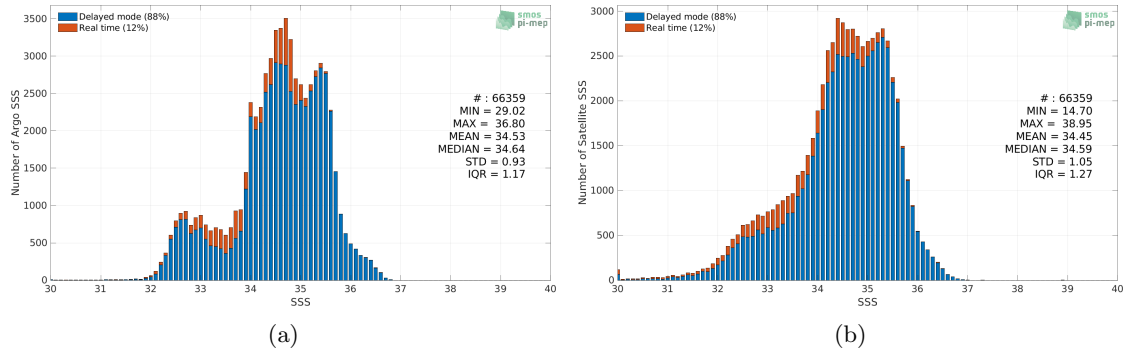 Delayed mode (88%)
Real time (12%)
smos
pi-mep
Number of Argo SSS
3500
3000
2500
2000
1500
1000
500
0
# : 66359
MIN = 29.02
MAX = 36.80
MEAN = 34.53
MEDIAN = 34.64
STD = 0.93
IQR = 1.17
30 31 32 33 34 35 36 37 38 39 40
SSS
(a)
Delayed mode (88%)
Real time (12%)
smos
pi-mep
Number of Satellite SSS
3000
2500
2000
1500
1000
500
0
# : 66359
MIN = 14.70
MAX = 38.95
MEAN = 34.45
MEDIAN = 34.59
STD = 1.05
IQR = 1.27
30 31 32 33 34 35 36 37 38 39 40
SSS
(b)